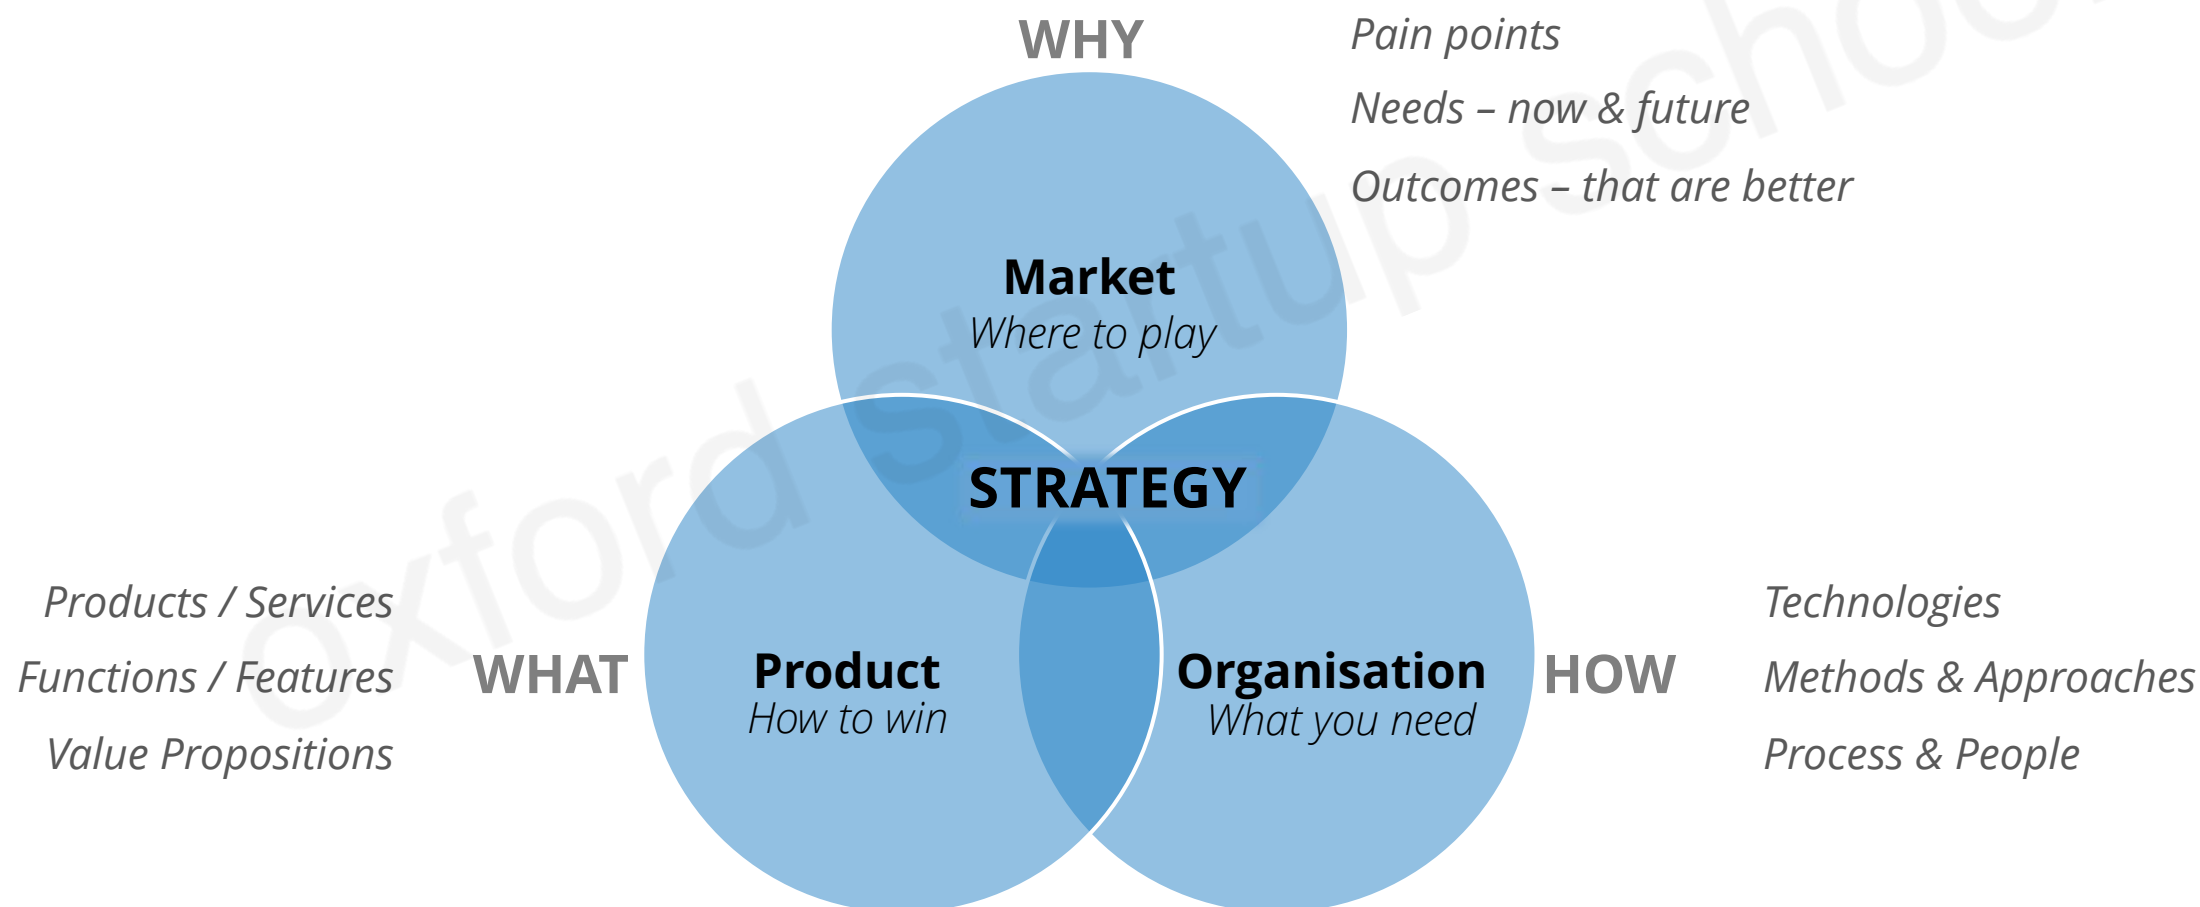 WHY
Pain points
Needs – now & future
Outcomes – that are better
Market
Where to play
STRATEGY
Products / Services
Functions / Features
Value Propositions
WHAT
Product
How to win
Organisation
What you need
HOW
Technologies
Methods & Approaches
Process & People
oxford startup school